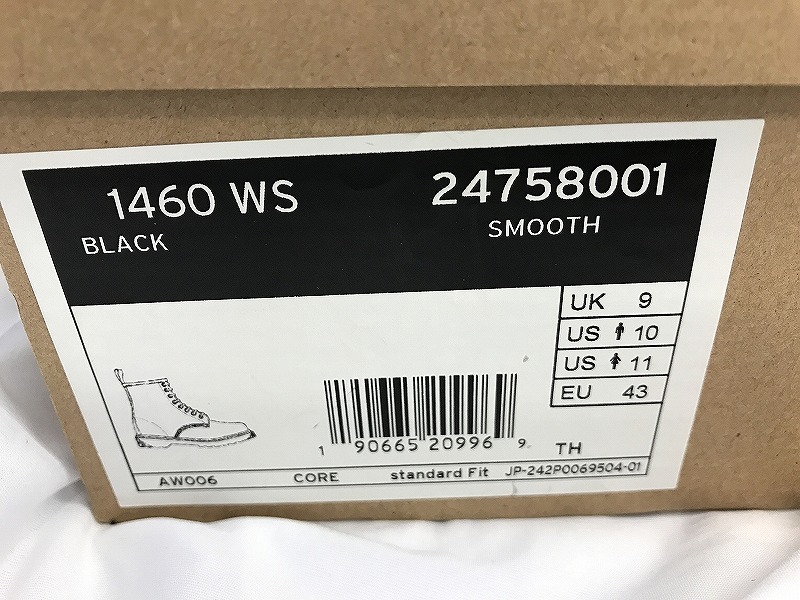 1460 WS 24758001
BLACK SMOOTH
UK 9
US 10
US 11
EU 43
1 90665 20996 9
TH
AW006 CORE standard Fit JP-242P0069504-01